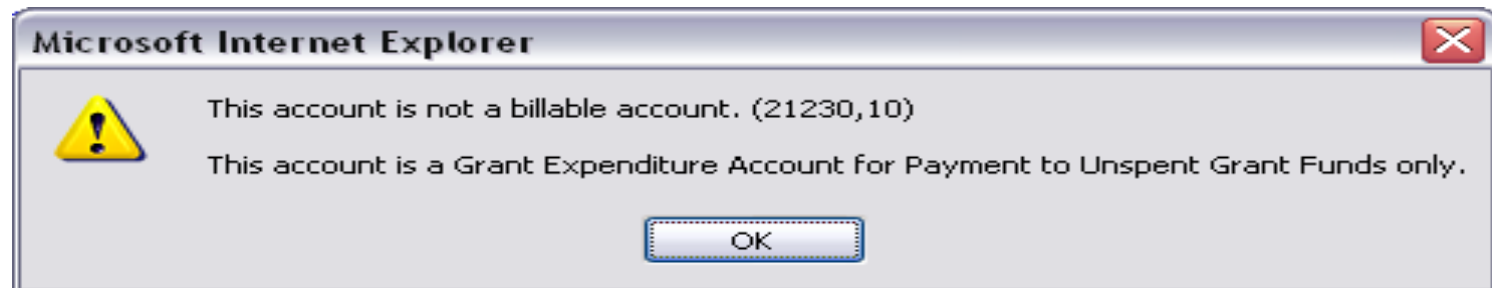 Microsoft Internet Explorer
This account is not a billable account. (21230,10)
This account is a Grant Expenditure Account for Payment to Unspent Grant Funds only.
OK